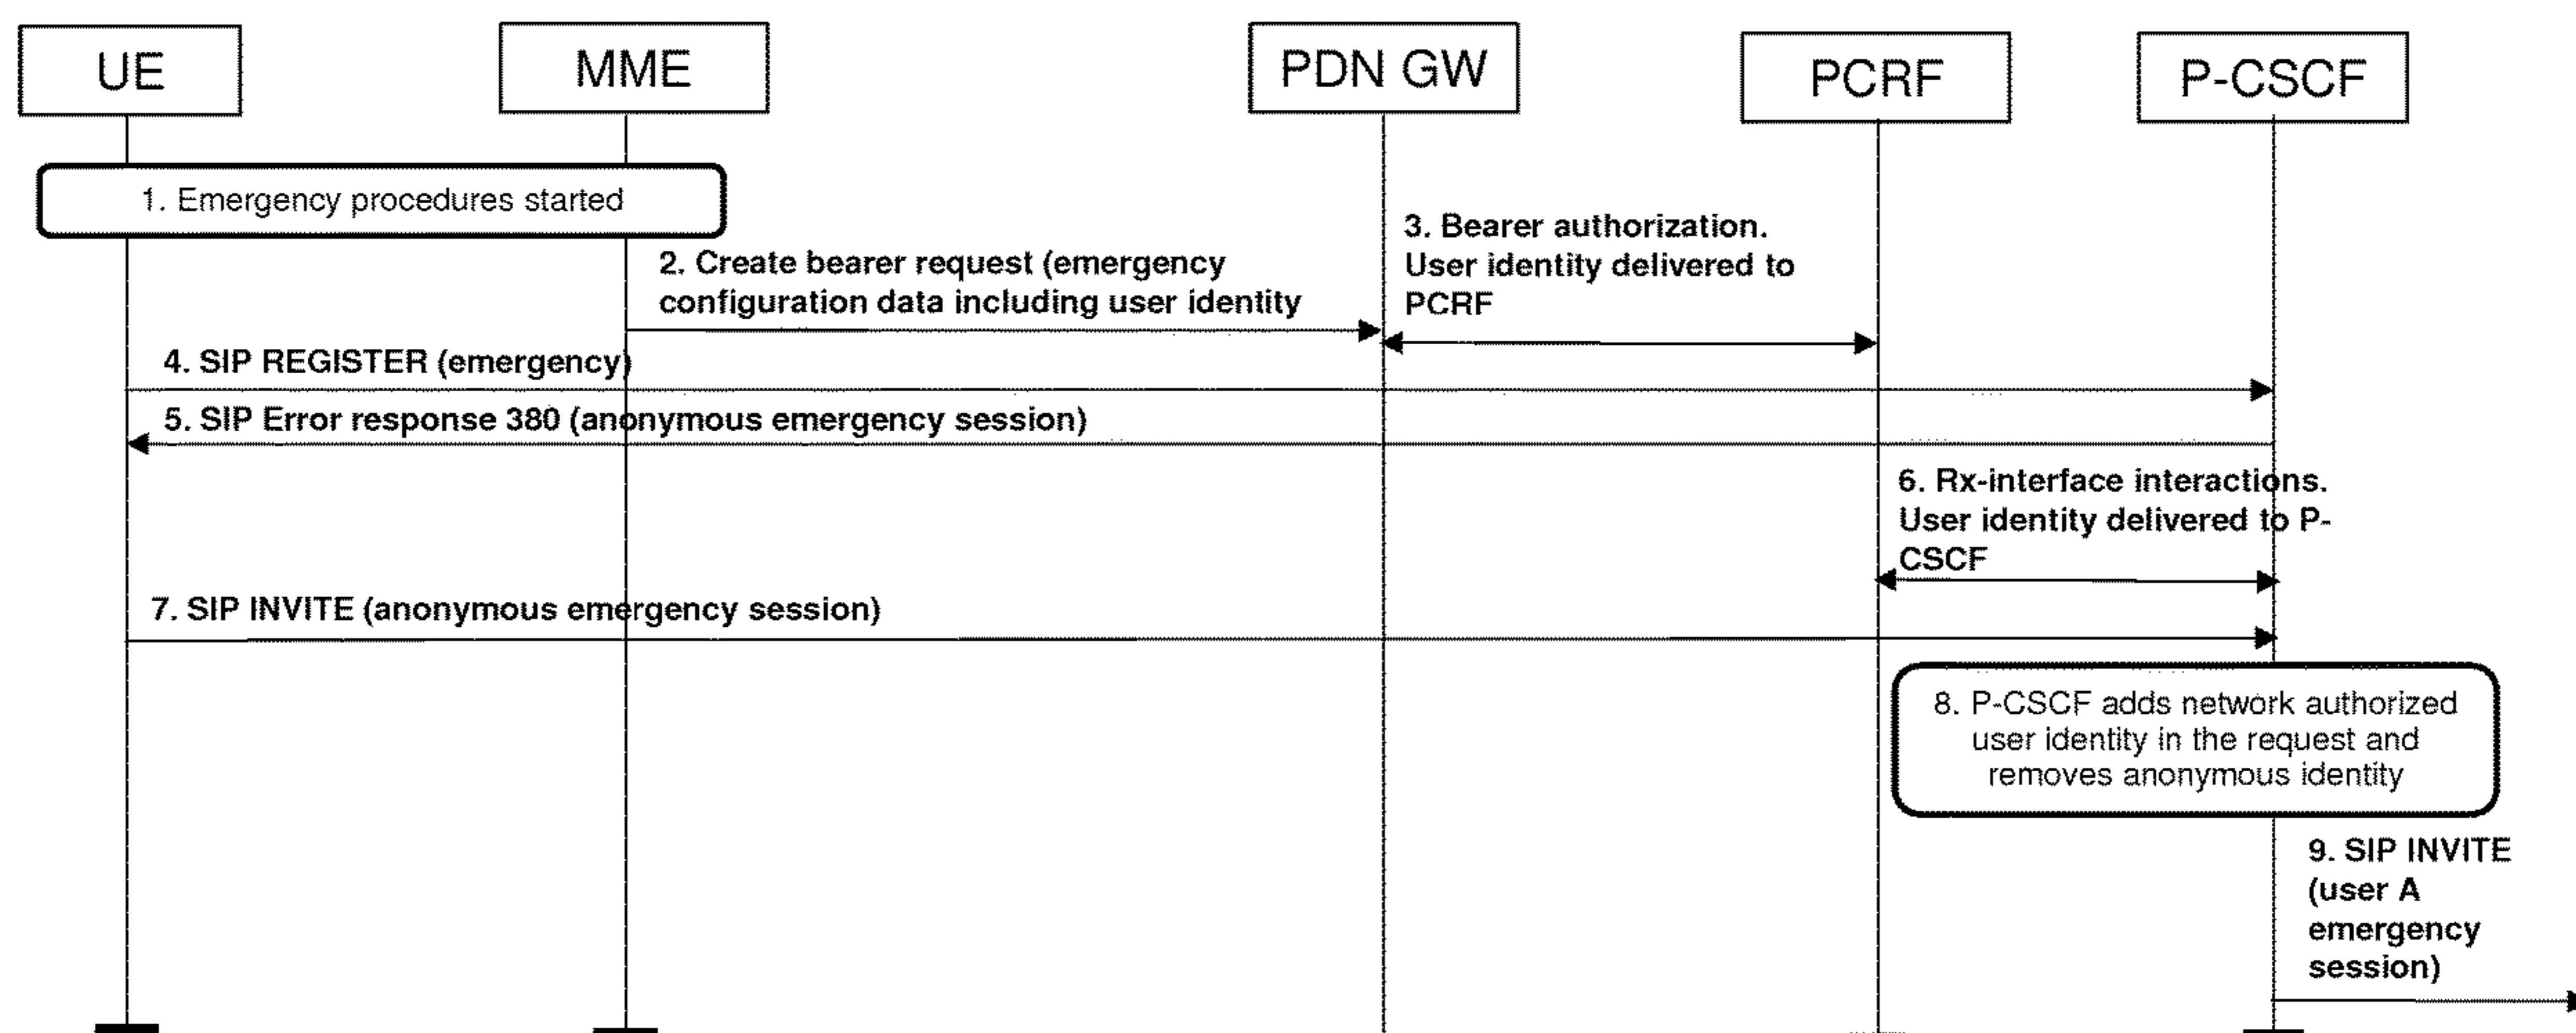 UE
MME
PDN GW
PCRF
P-CSCF
1. Emergency procedures started
2. Create bearer request (emergency
configuration data including user identity
3. Bearer authorization.
User identity delivered to
PCRF
4. SIP REGISTER (emergency)
5. SIP Error response 380 (anonymous emergency session)
6. Rx-interface interactions.
User identity delivered to P-
CSCF
7. SIP INVITE (anonymous emergency session)
8. P-CSCF adds network authorized
user identity in the request and
removes anonymous identity
9. SIP INVITE
(user A
emergency
session)